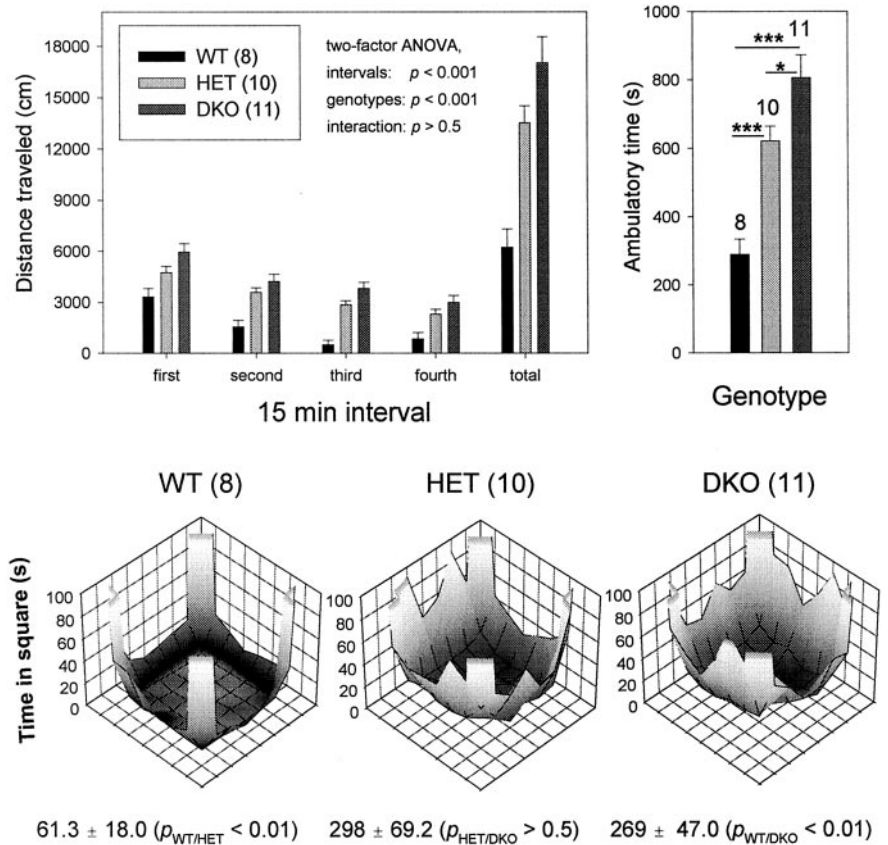 18000
15000
12000
9000
6000
3000
0
Distance traveled (cm)
WT (8)
HET (10)
DKO (11)
two-factor ANOVA,
intervals: p < 0.001
genotypes: p < 0.001
interaction: p > 0.5
first second third fourth total
15 min interval
1000
800
600
400
200
0
Ambulatory time (s)
*** 11
*
10
***
8
Genotype
WT (8) HET (10) DKO (11)
Time in square (s)
100 100 100
80 80 80
60 60 60
40 40 40
20 20 20
0 0 0
61.3 ± 18.0 (pWT/HET < 0.01) 298 ± 69.2 (pHET/DKO > 0.5) 269 ± 47.0 (pWT/DKO < 0.01)